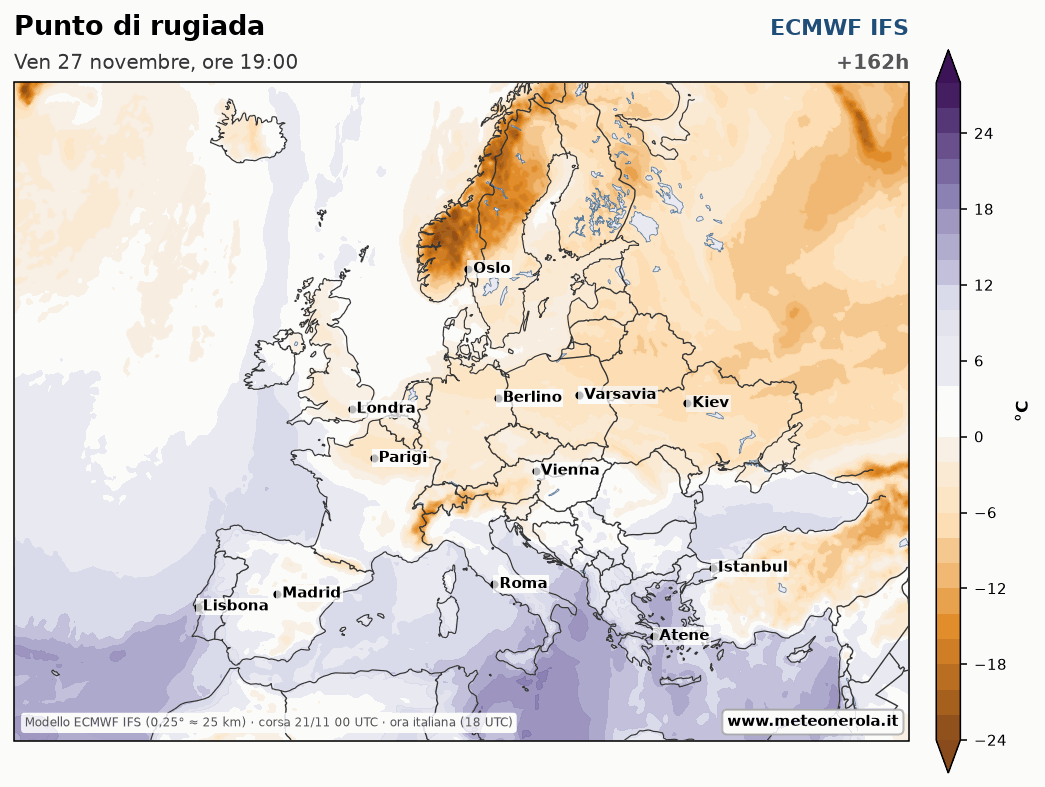 Punto di rugiada
ECMWF IFS
Ven 27 novembre, ore 19:00
+162h
24
18
12
6
0
−6
−12
−18
−24
°C
Oslo
Berlino
Varsavia
Kiev
Londra
Parigi
Vienna
Istanbul
Roma
Madrid
Lisbona
Atene
Modello ECMWF IFS (0,25° ≈ 25 km) · corsa 21/11 00 UTC · ora italiana (18 UTC)
www.meteonerola.it